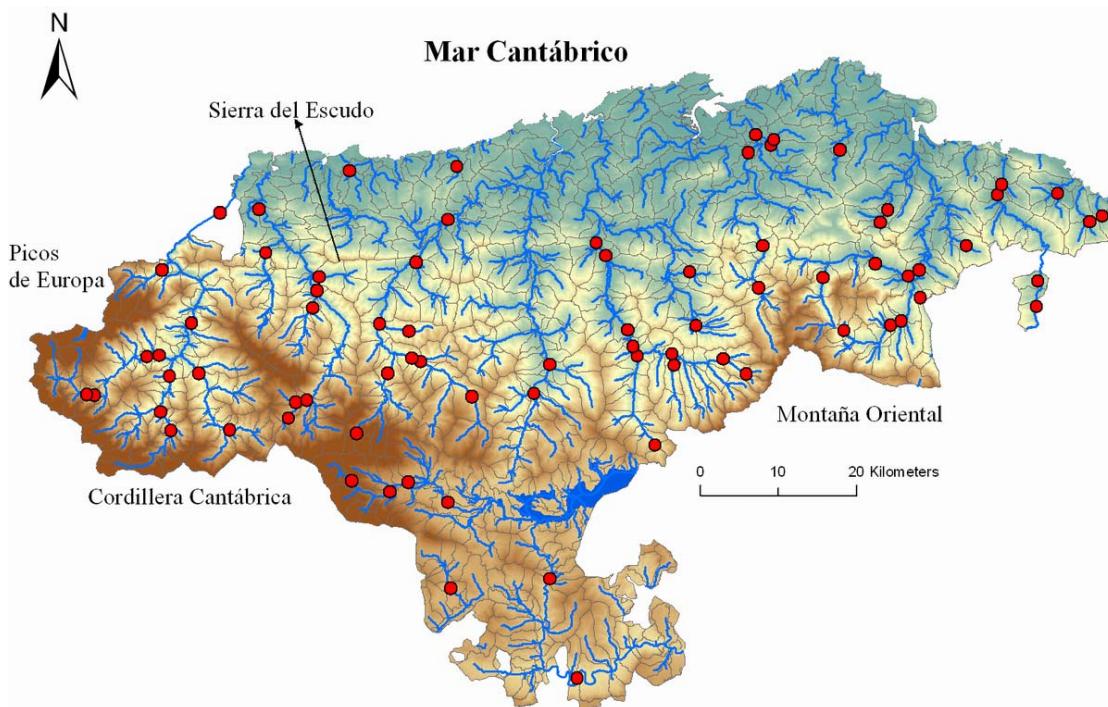 N
Mar Cantábrico
Sierra del Escudo
Picos
de Europa
Montaña Oriental
0 10 20 Kilometers
Cordillera Cantábrica